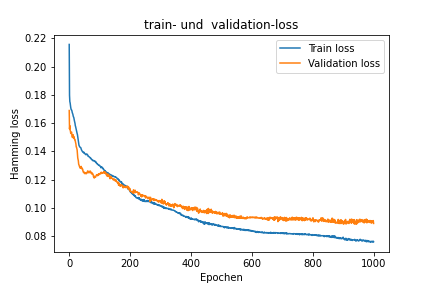 train- und validation-loss
0.22
0.20
0.18
0.16
0.14
0.12
0.10
0.08
Hamming loss
Train loss
Validation loss
0 200 400 600 800 1000
Epochen